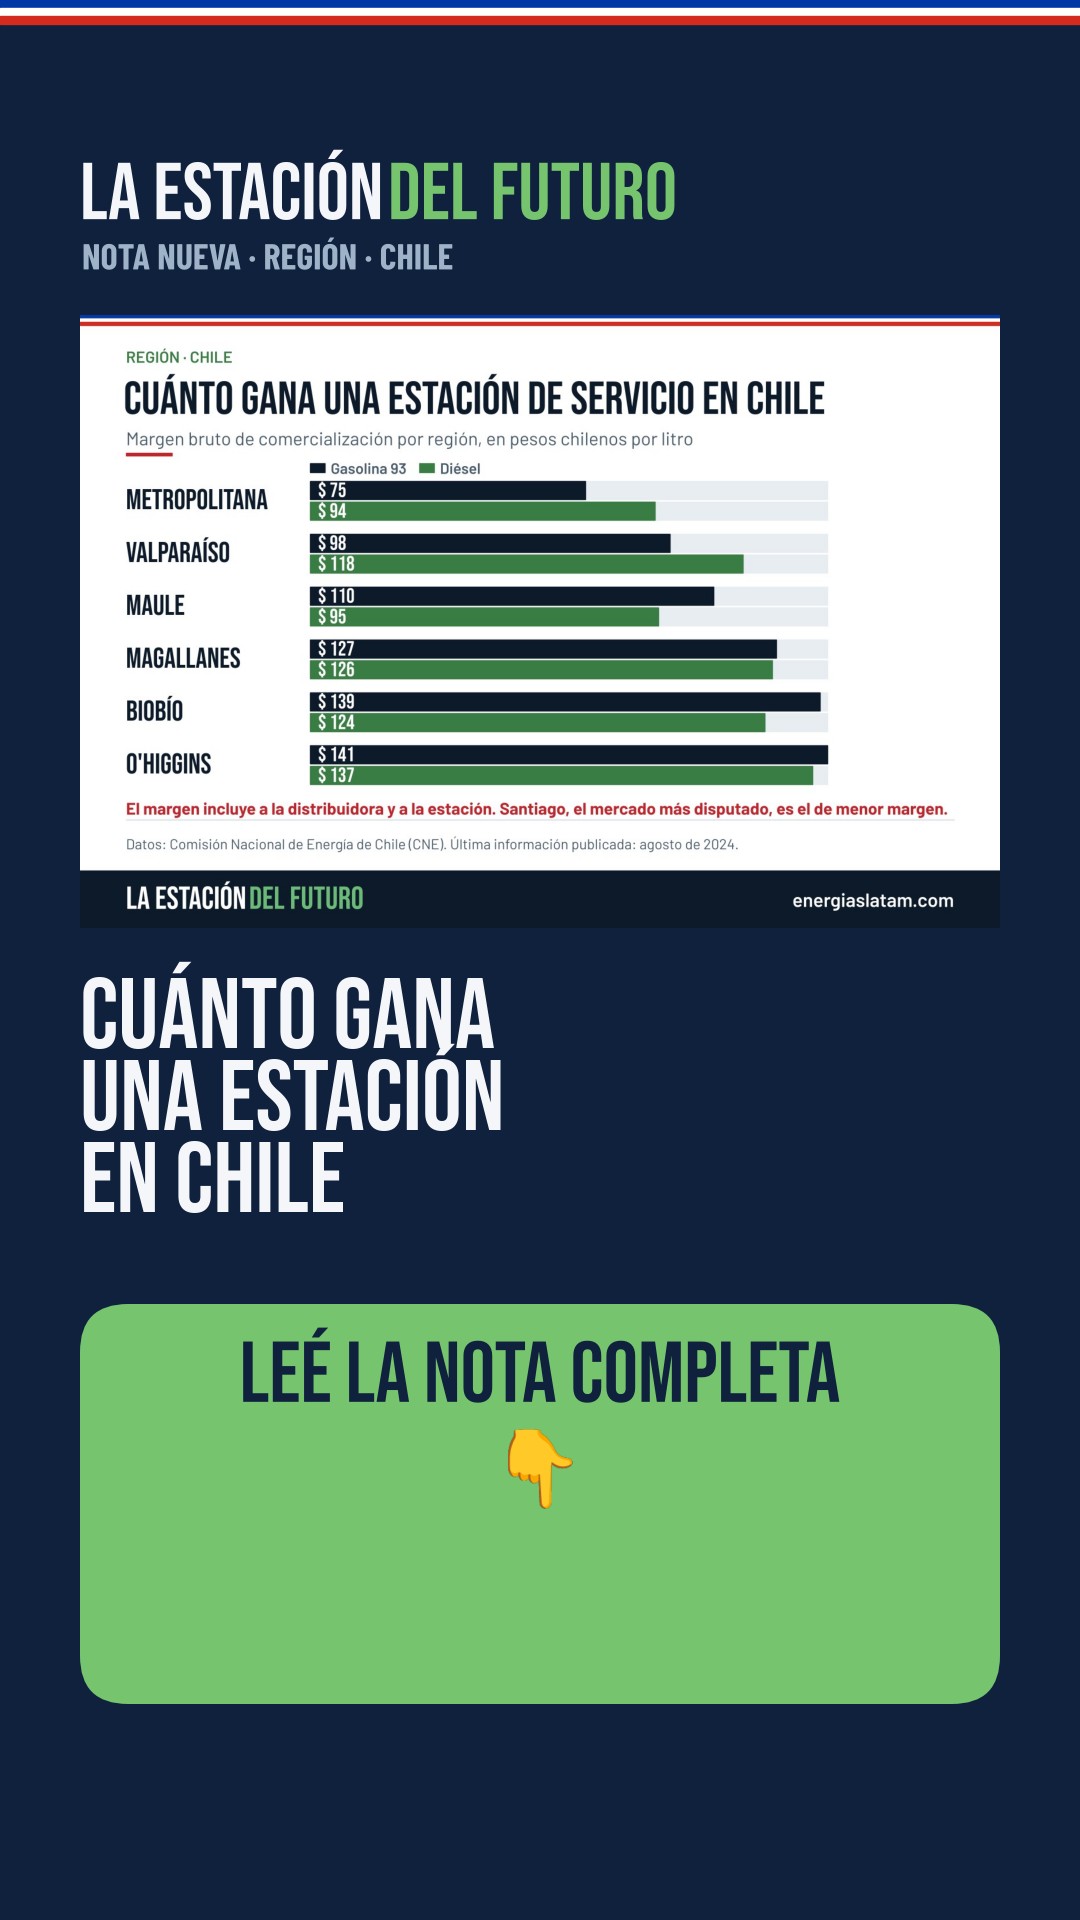 LA ESTACIÓN DEL FUTURO
NOTA NUEVA · REGIÓN · CHILE
REGIÓN · CHILE
CUÁNTO GANA UNA ESTACIÓN DE SERVICIO EN CHILE
Margen bruto de comercialización por región, en pesos chilenos por litro
Gasolina 93 Diésel
METROPOLITANA
$ 75
$ 94
VALPARAÍSO
$ 98
$ 118
MAULE
$ 110
$ 95
MAGALLANES
$ 127
$ 126
BIOBÍO
$ 139
$ 124
O'HIGGINS
$ 141
$ 137
El margen incluye a la distribuidora y a la estación. Santiago, el mercado más disputado, es el de menor margen.
Datos: Comisión Nacional de Energía de Chile (CNE). Última información publicada: agosto de 2024.
LA ESTACIÓN DEL FUTURO
energiaslatam.com
CUÁNTO GANA
UNA ESTACIÓN
EN CHILE
LEÉ LA NOTA COMPLETA